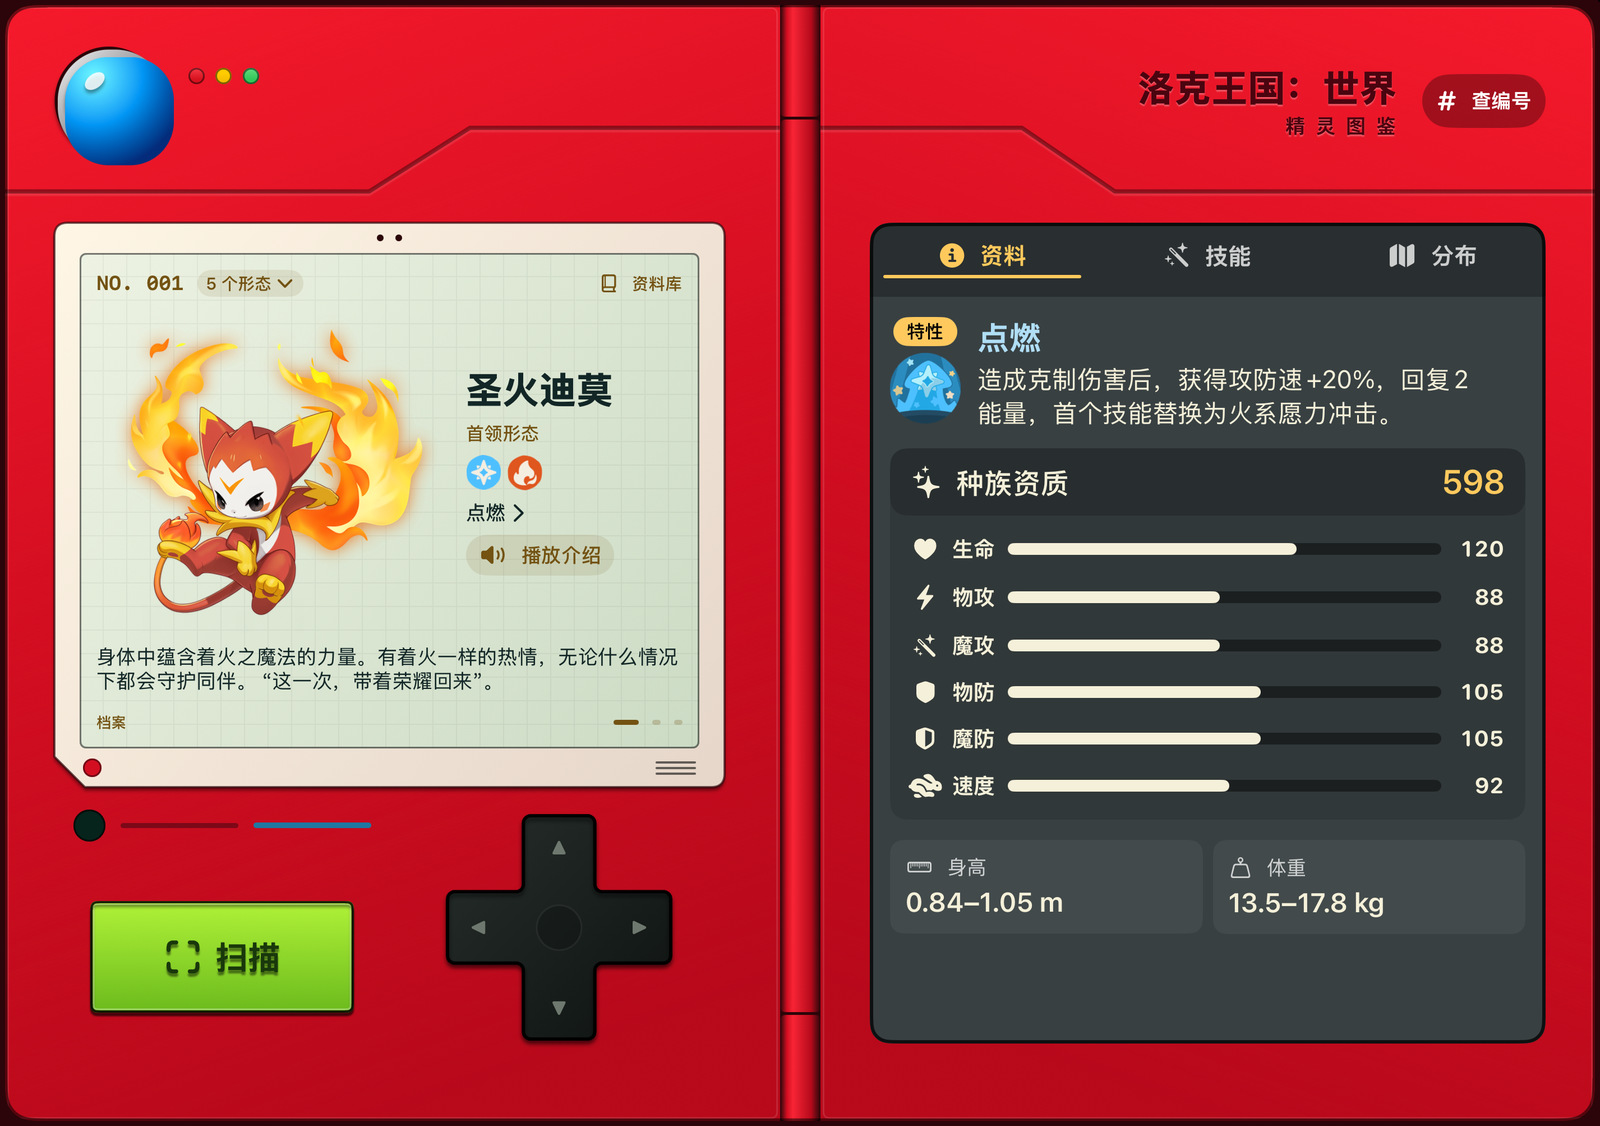 洛克王国：世界
精灵图鉴
# 查编号
NO. 001
5 个形态
资料库
圣火迪莫
首领形态
点燃
播放介绍
身体中蕴含着火之魔法的力量。有着火一样的热情，无论什么情况
下都会守护同伴。“这一次，带着荣耀回来”。
档案
扫描
资料
技能
分布
特性
点燃
造成克制伤害后，获得攻防速+20%，回复2
能量，首个技能替换为火系愿力冲击。
种族资质
598
生命 120
物攻 88
魔攻 88
物防 105
魔防 105
速度 92
身高
0.84–1.05 m
体重
13.5–17.8 kg